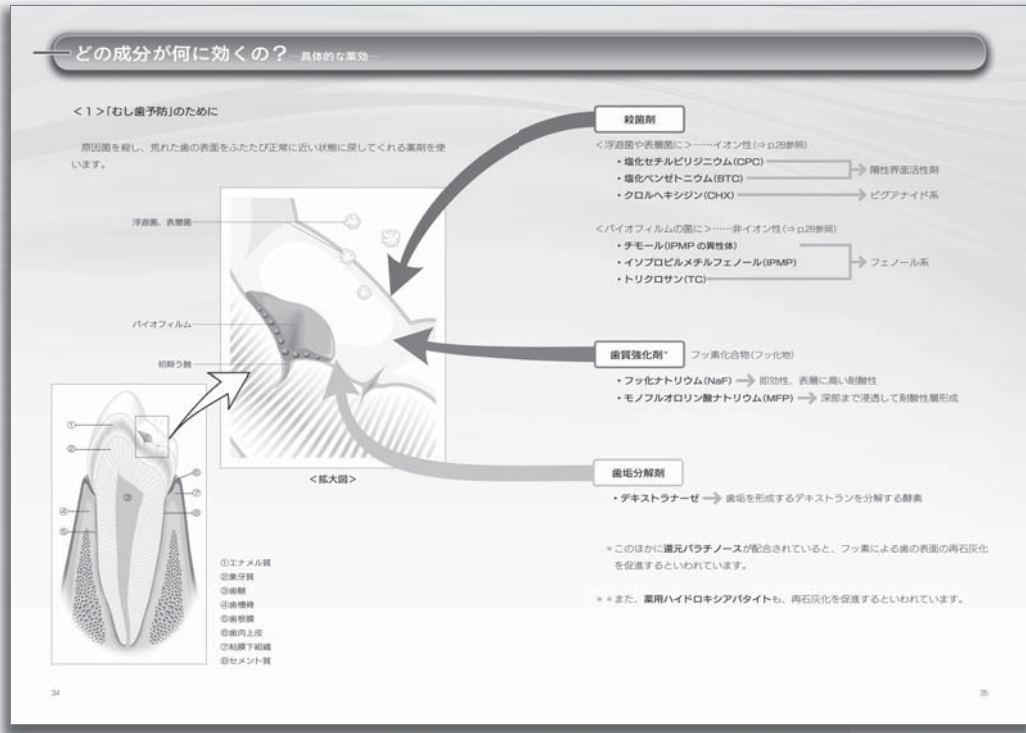 どの成分が何に効くの？ ―具体的な薬効―
＜１＞「むし歯予防」のために
原因菌を殺し、荒れた歯の表面をふたたび正常に近い状態に戻してくれる薬剤を使
います。
浮遊菌、表層菌
バイオフィルム
初期う蝕
＜拡大図＞
①
②
③
④
⑤
⑥
⑦
⑧
①エナメル質
②象牙質
③歯髄
④歯槽骨
⑤歯根膜
⑥歯肉上皮
⑦粘膜下組織
⑧セメント質
34
殺菌剤
＜浮遊菌や表層菌に＞……イオン性(⇒ p.28参照)
・塩化セチルピリジニウム(CPC)
・塩化ベンゼトニウム(BTC)
陽性界面活性剤
・クロルヘキシジン(CHX)
ビグアナイド系
＜バイオフィルムの菌に＞……非イオン性(⇒ p.28参照)
・チモール(IPMP の異性体)
・イソプロピルメチルフェノール(IPMP)
・トリクロサン(TC)
フェノール系
歯質強化剤* フッ素化合物(フッ化物)
・フッ化ナトリウム(NaF) → 即効性、表層に高い耐酸性
・モノフルオロリン酸ナトリウム(MFP) → 深部まで浸透して耐酸性層形成
歯垢分解剤
・デキストラナーゼ → 歯垢を形成するデキストランを分解する酵素
＊このほかに還元パラチノースが配合されていると、フッ素による歯の表面の再石灰化
を促進するといわれています。
＊＊また、薬用ハイドロキシアパタイトも、再石灰化を促進するといわれています。
35